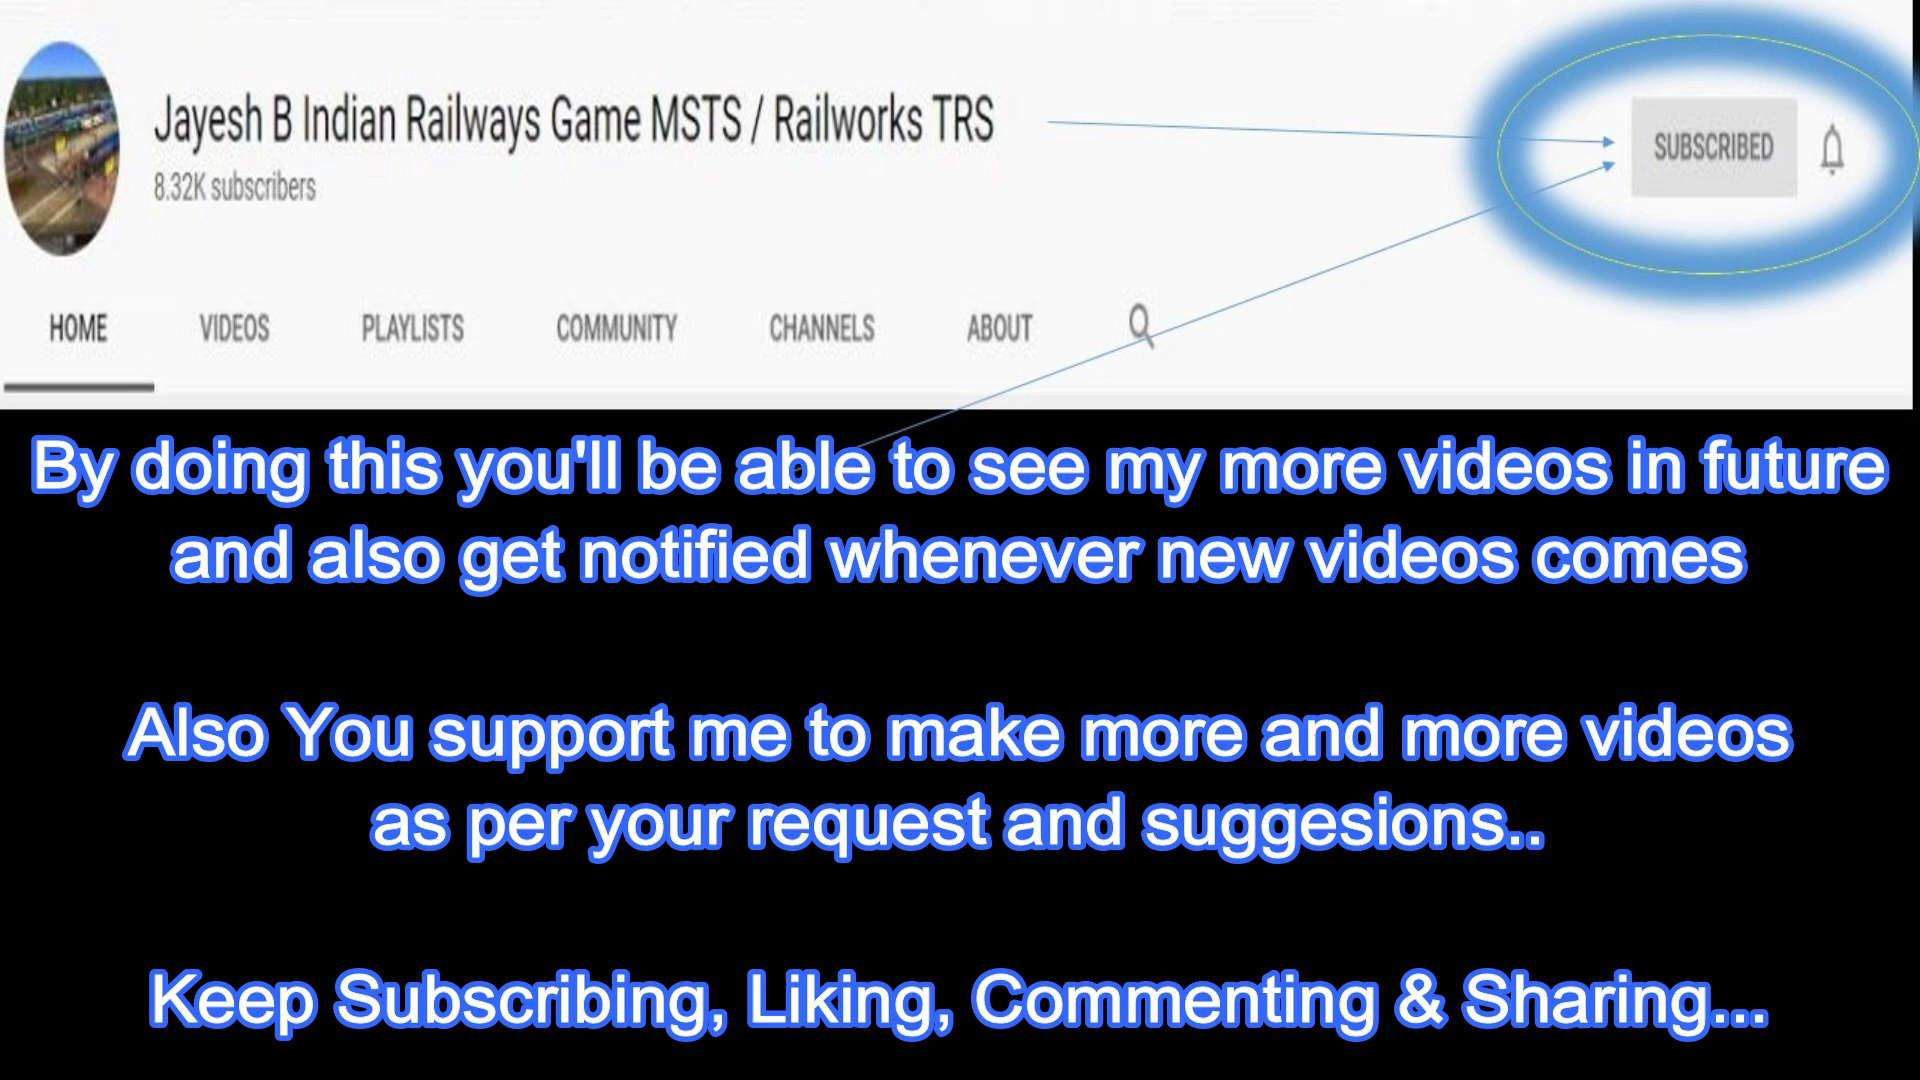 Jayesh B Indian Railways Game MSTS / Railworks TRS
8.32K subscribers
SUBSCRIBED
HOME VIDEOS PLAYLISTS COMMUNITY CHANNELS ABOUT
By doing this you'll be able to see my more videos in future
and also get notified whenever new videos comes
Also You support me to make more and more videos
as per your request and suggesions..
Keep Subscribing, Liking, Commenting & Sharing...